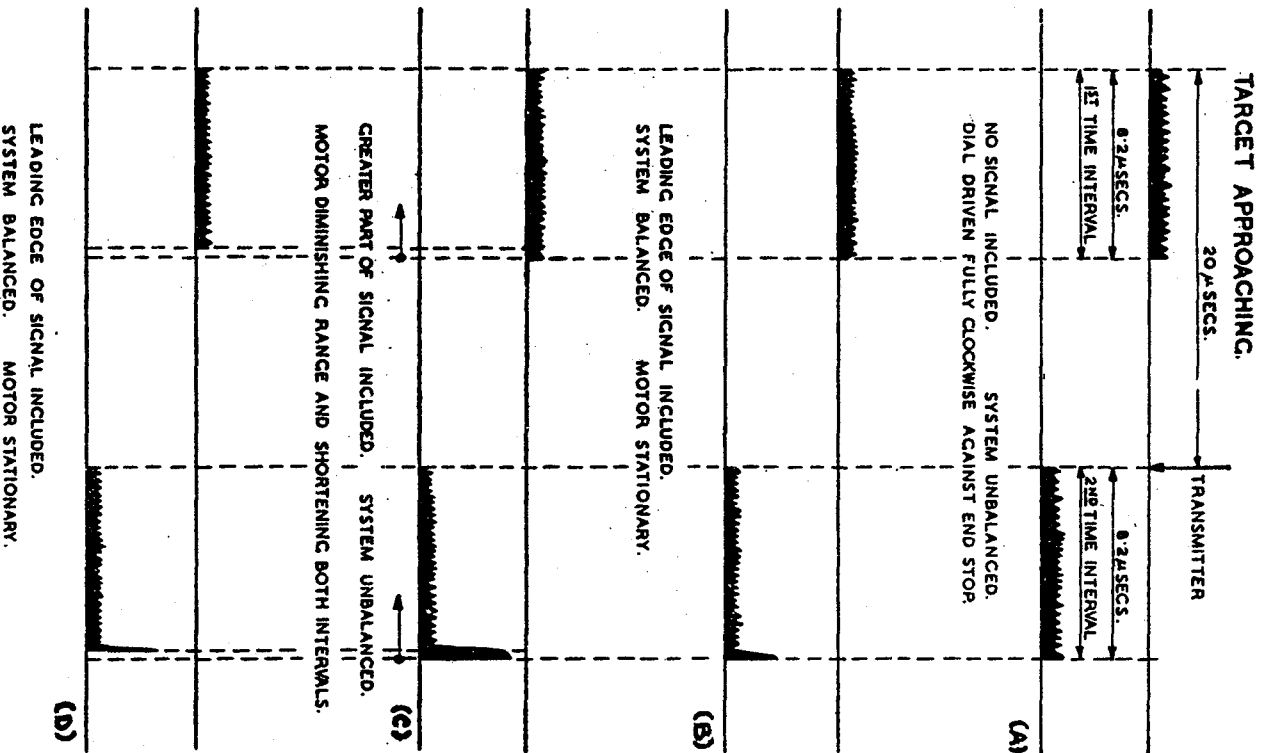 TARGET APPROACHING.
20 µ SECS.
TRANSMITTER
8·2 µ SECS.
8·2 µ SECS.
1ST TIME INTERVAL
2ND TIME INTERVAL
(A)
NO SIGNAL INCLUDED. SYSTEM UNBALANCED.
DIAL DRIVEN FULLY CLOCKWISE AGAINST END STOP.
(B)
LEADING EDGE OF SIGNAL INCLUDED.
SYSTEM BALANCED. MOTOR STATIONARY.
(C)
GREATER PART OF SIGNAL INCLUDED. SYSTEM UNBALANCED.
MOTOR DIMINISHING RANGE AND SHORTENING BOTH INTERVALS.
(D)
LEADING EDGE OF SIGNAL INCLUDED.
SYSTEM BALANCED. MOTOR STATIONARY.